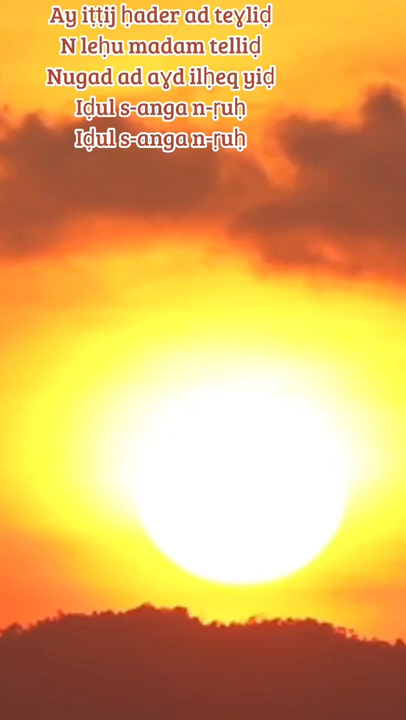 Ay iṭṭij ḥader ad teɣliḍ
N leḥu madam telliḍ
Nugad ad aɣd ilḥeq yiḍ
Iḍul s-anga n-ṛuḥ
Iḍul s-anga n-ṛuḥ